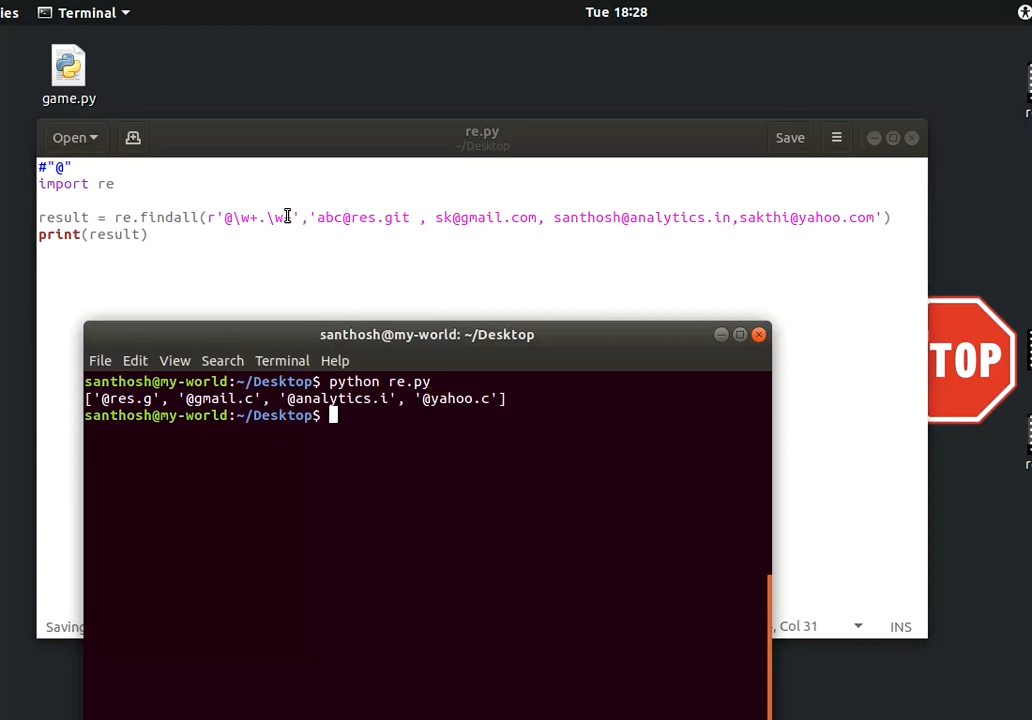 ies Terminal Tue 18:28
game.py
Open re.py Save
~/Desktop
#"@"
import re
result = re.findall(r'@\w+.\w+','abc@res.git , sk@gmail.com, santhosh@analytics.in,sakthi@yahoo.com')
print(result)
TOP
santhosh@my-world: ~/Desktop
File Edit View Search Terminal Help
santhosh@my-world:~/Desktop$ python re.py
['@res.g', '@gmail.c', '@analytics.i', '@yahoo.c']
santhosh@my-world:~/Desktop$
Saving , Col 31 INS